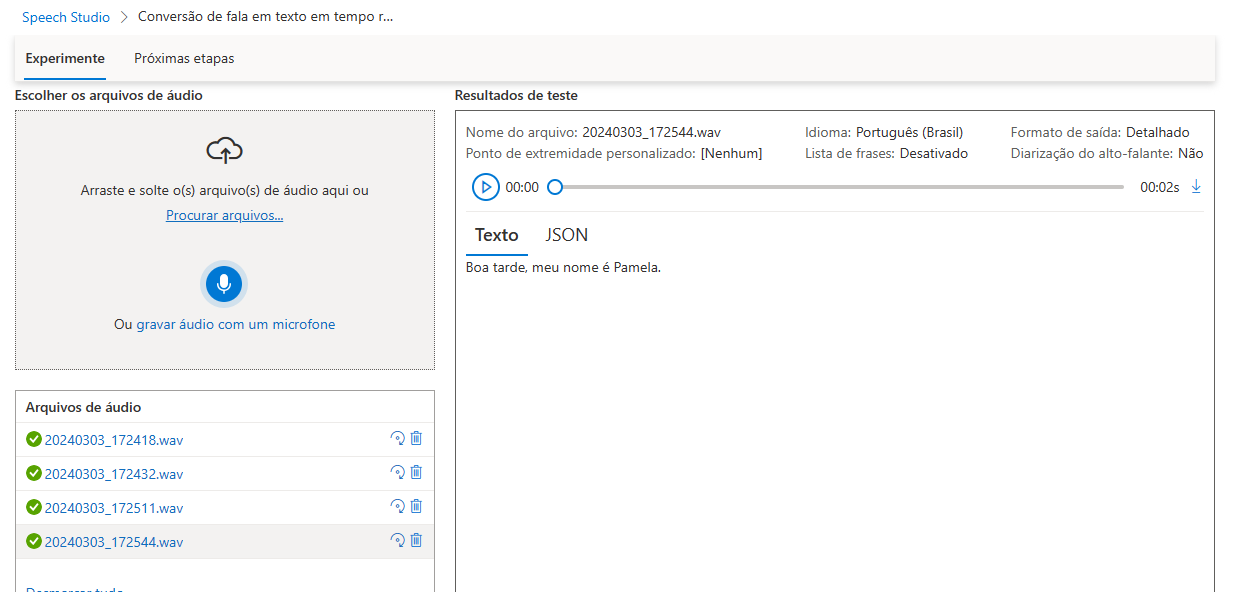 Speech Studio > Conversão de fala em texto em tempo r...
Experimente Próximas etapas
Escolher os arquivos de áudio
Arraste e solte o(s) arquivo(s) de áudio aqui ou
Procurar arquivos...
Ou gravar áudio com um microfone
Arquivos de áudio
20240303_172418.wav
20240303_172432.wav
20240303_172511.wav
20240303_172544.wav
Desmarcar tudo
Resultados de teste
Nome do arquivo: 20240303_172544.wav Idioma: Português (Brasil) Formato de saída: Detalhado
Ponto de extremidade personalizado: [Nenhum] Lista de frases: Desativado Diarização do alto-falante: Não
00:00 00:02s
Texto JSON
Boa tarde, meu nome é Pamela.